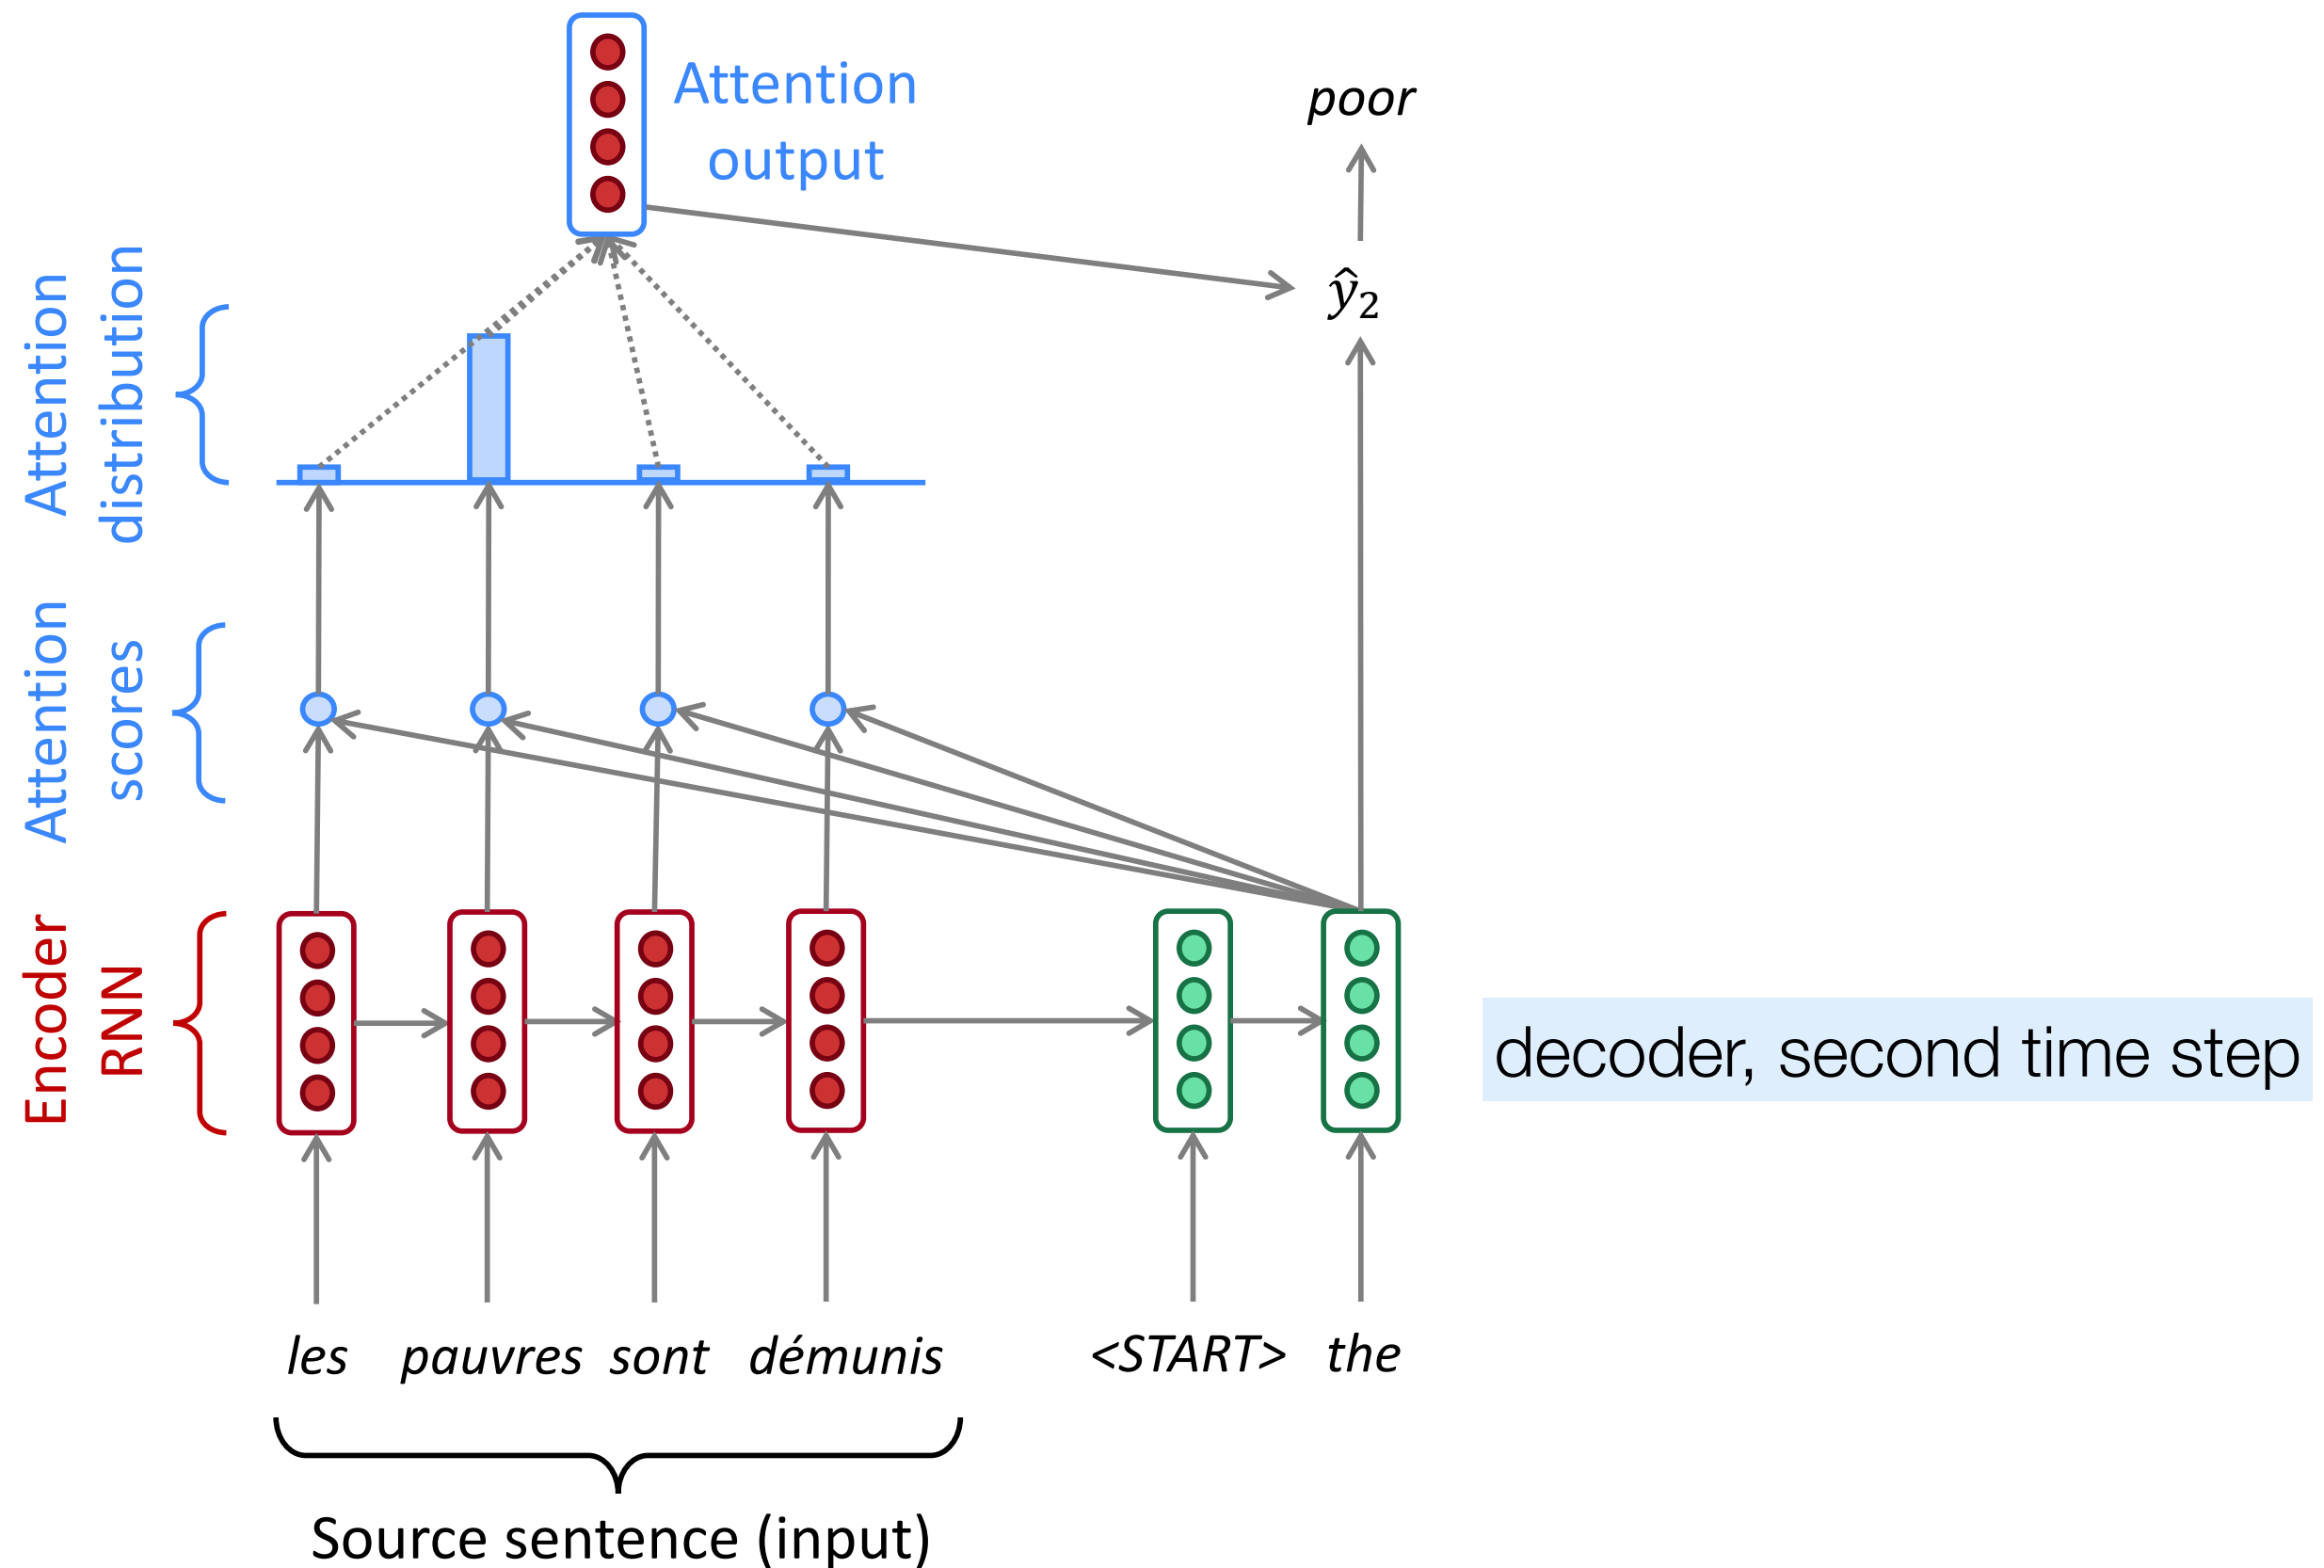 Attention
output
poor
ŷ₂
Attention
distribution
Attention
scores
Encoder
RNN
decoder, second time step
les pauvres sont démunis <START> the
Source sentence (input)